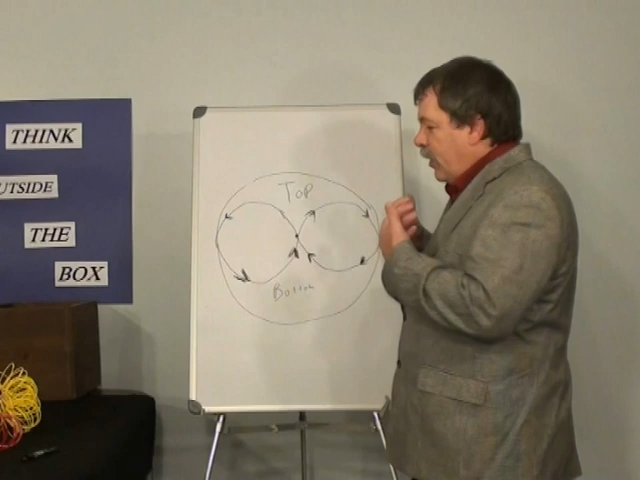 THINK
UTSIDE
THE
BOX
TOP
Bottom